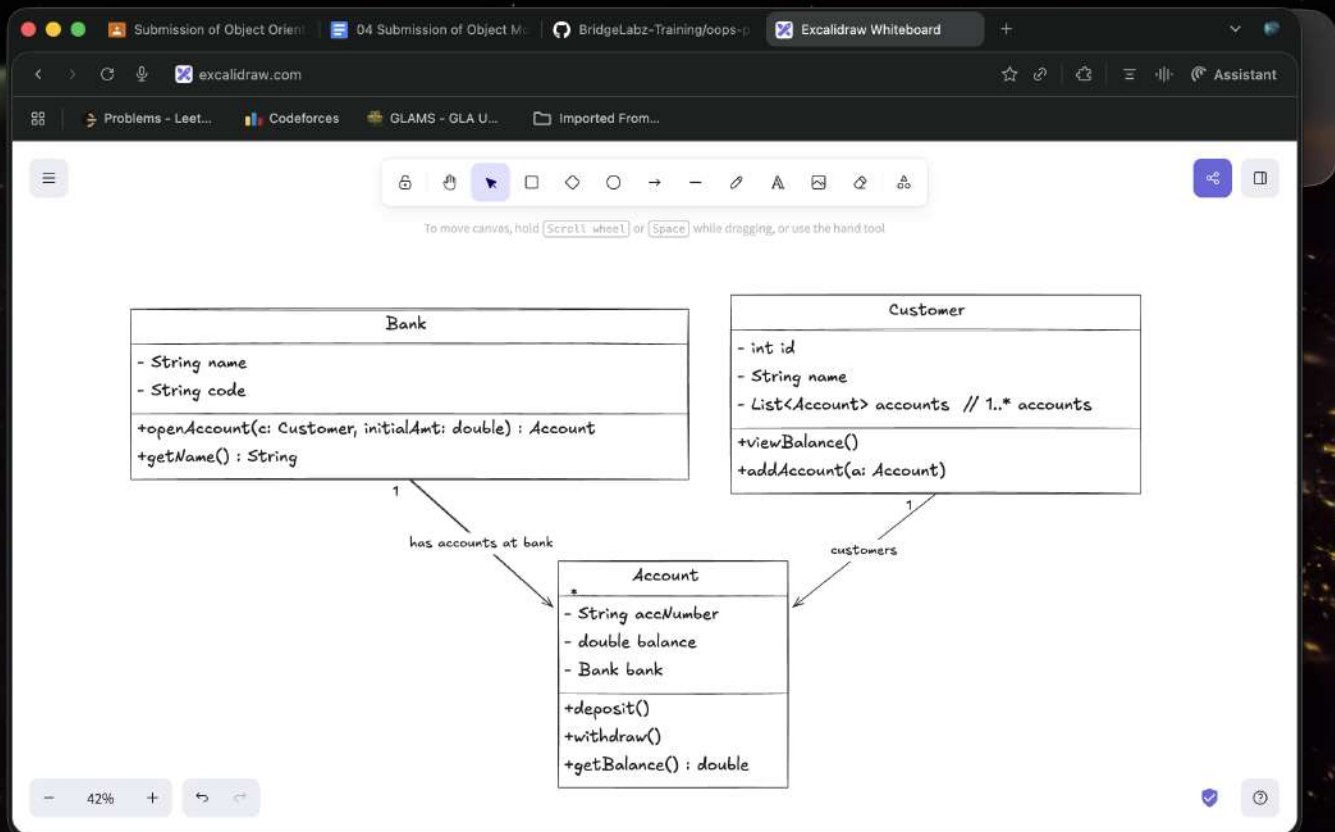 Submission of Object Orient
04 Submission of Object Mo
BridgeLabz-Training/oops-p
Excalidraw Whiteboard
excalidraw.com
Assistant
Problems - Leet...
Codeforces
GLAMS - GLA U...
Imported From...
To move canvas, hold Scroll wheel or Space while dragging, or use the hand tool
Bank
- String name
- String code
+openAccount(c: Customer, initialAmt: double) : Account
+getName() : String
Customer
- int id
- String name
- List<Account> accounts // 1..* accounts
+viewBalance()
+addAccount(a: Account)
1
has accounts at bank
1
customers
Account
*
- String accNumber
- double balance
- Bank bank
+deposit()
+withdraw()
+getBalance() : double
42%